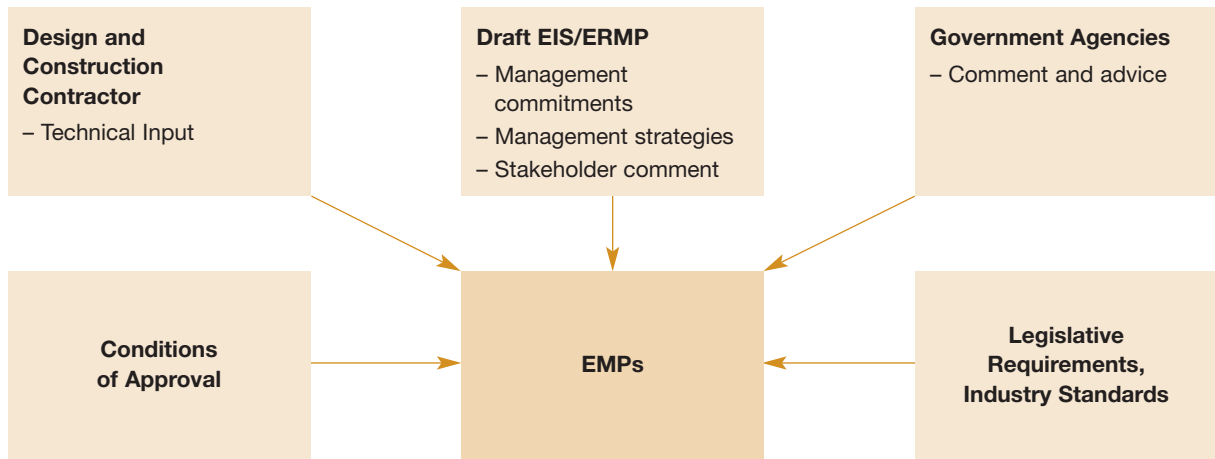 Design and
Construction
Contractor
– Technical Input
Draft EIS/ERMP
– Management
commitments
– Management strategies
– Stakeholder comment
Government Agencies
– Comment and advice
Conditions
of Approval
EMPs
Legislative
Requirements,
Industry Standards